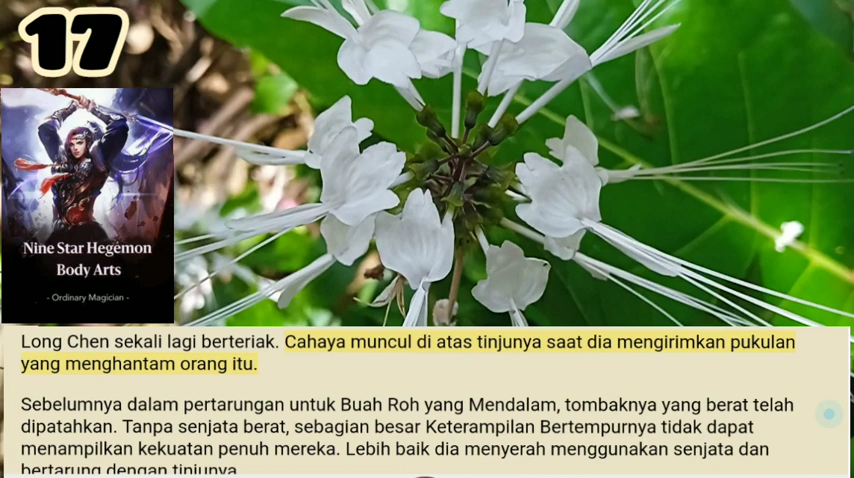 17
Nine Star Hegemon
Body Arts
- Ordinary Magician -
Long Chen sekali lagi berteriak. Cahaya muncul di atas tinjunya saat dia mengirimkan pukulan
yang menghantam orang itu.
Sebelumnya dalam pertarungan untuk Buah Roh yang Mendalam, tombaknya yang berat telah
dipatahkan. Tanpa senjata berat, sebagian besar Keterampilan Bertempurnya tidak dapat
menampilkan kekuatan penuh mereka. Lebih baik dia menyerah menggunakan senjata dan
bertarung dengan tinjunya